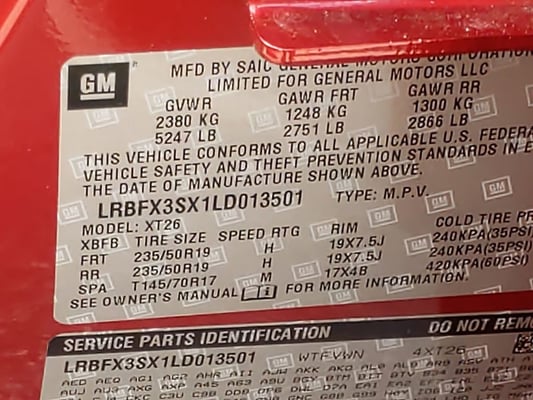 GM
MFD BY SAIC GENERAL MOTORS CORPORATION
LIMITED FOR GENERAL MOTORS LLC
GVWR GAWR FRT GAWR RR
2380 KG 1248 KG 1300 KG
5247 LB 2751 LB 2866 LB
THIS VEHICLE CONFORMS TO ALL APPLICABLE U.S. FEDERA
VEHICLE SAFETY AND THEFT PREVENTION STANDARDS IN E
THE DATE OF MANUFACTURE SHOWN ABOVE.
LRBFX3SX1LD013501 TYPE: M.P.V.
MODEL: XT26
XBFB TIRE SIZE SPEED RTG RIM COLD TIRE PR
FRT 235/50R19 H 19X7.5J 240KPA(35PSI)
RR 235/50R19 H 19X7.5J 240KPA(35PSI)
SPA T145/70R17 M 17X4B 420KPA(60PSI)
SEE OWNER'S MANUAL FOR MORE INFORMATION.
SERVICE PARTS IDENTIFICATION DO NOT REMO
LRBFX3SX1LD013501 WTFVWN 4XT26